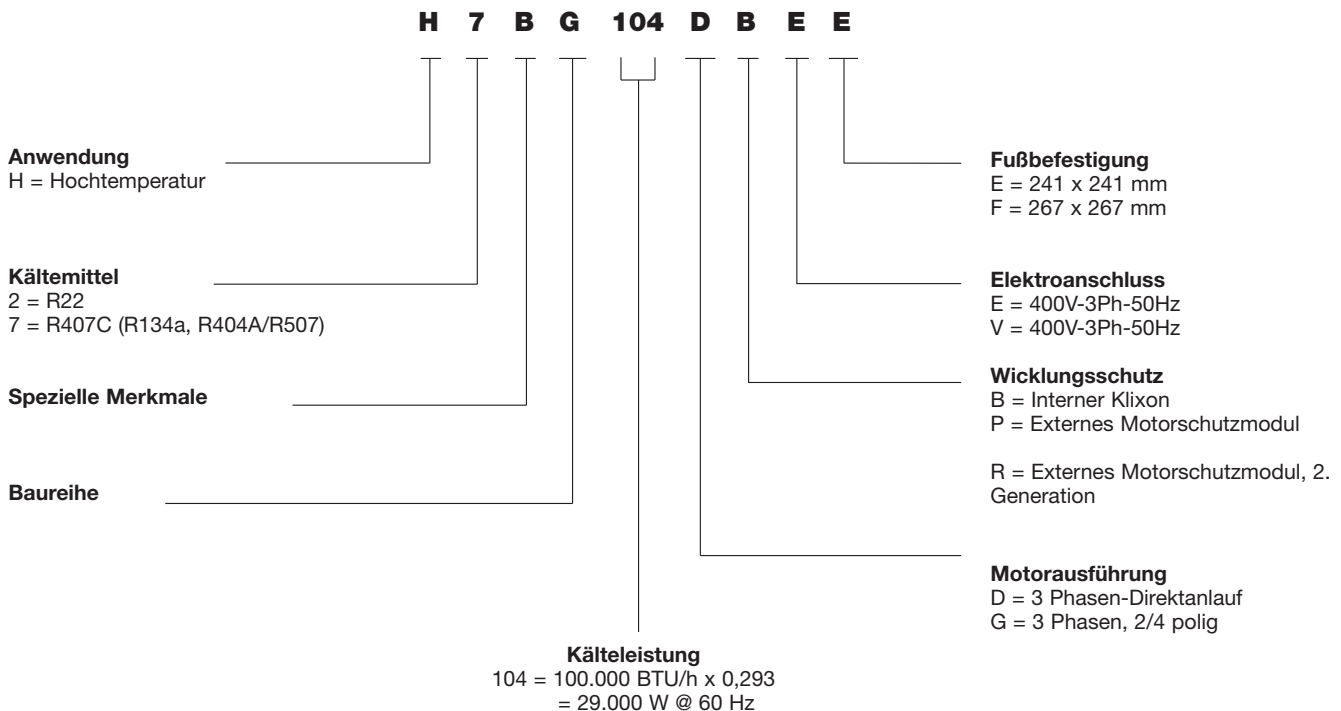 H 7 B G 104 D B E E
Anwendung
H = Hochtemperatur
Kältemittel
2 = R22
7 = R407C (R134a, R404A/R507)
Spezielle Merkmale
Baureihe
Fußbefestigung
E = 241 x 241 mm
F = 267 x 267 mm
Elektroanschluss
E = 400V-3Ph-50Hz
V = 400V-3Ph-50Hz
Wicklungsschutz
B = Interner Klixon
P = Externes Motorschutzmodul
R = Externes Motorschutzmodul, 2.
Generation
Motorausführung
D = 3 Phasen-Direktanlauf
G = 3 Phasen, 2/4 polig
Kälteleistung
104 = 100.000 BTU/h x 0,293
= 29.000 W @ 60 Hz